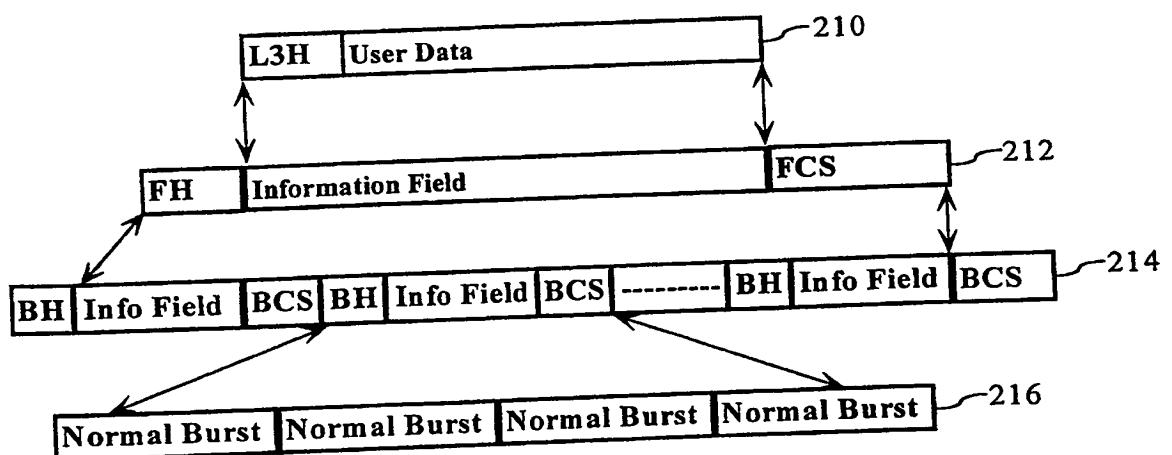 L3H User Data 210
FH Information Field FCS 212
BH Info Field BCS BH Info Field BCS --------- BH Info Field BCS 214
Normal Burst Normal Burst Normal Burst Normal Burst 216